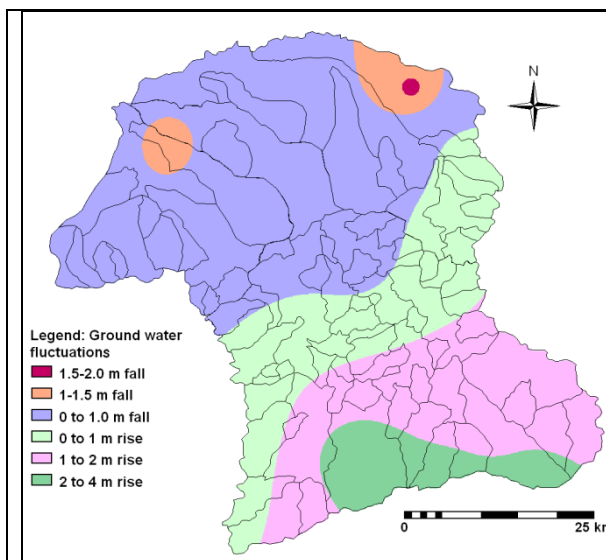 N
Legend: Ground water
fluctuations
1.5-2.0 m fall
1-1.5 m fall
0 to 1.0 m fall
0 to 1 m rise
1 to 2 m rise
2 to 4 m rise
0 25 km